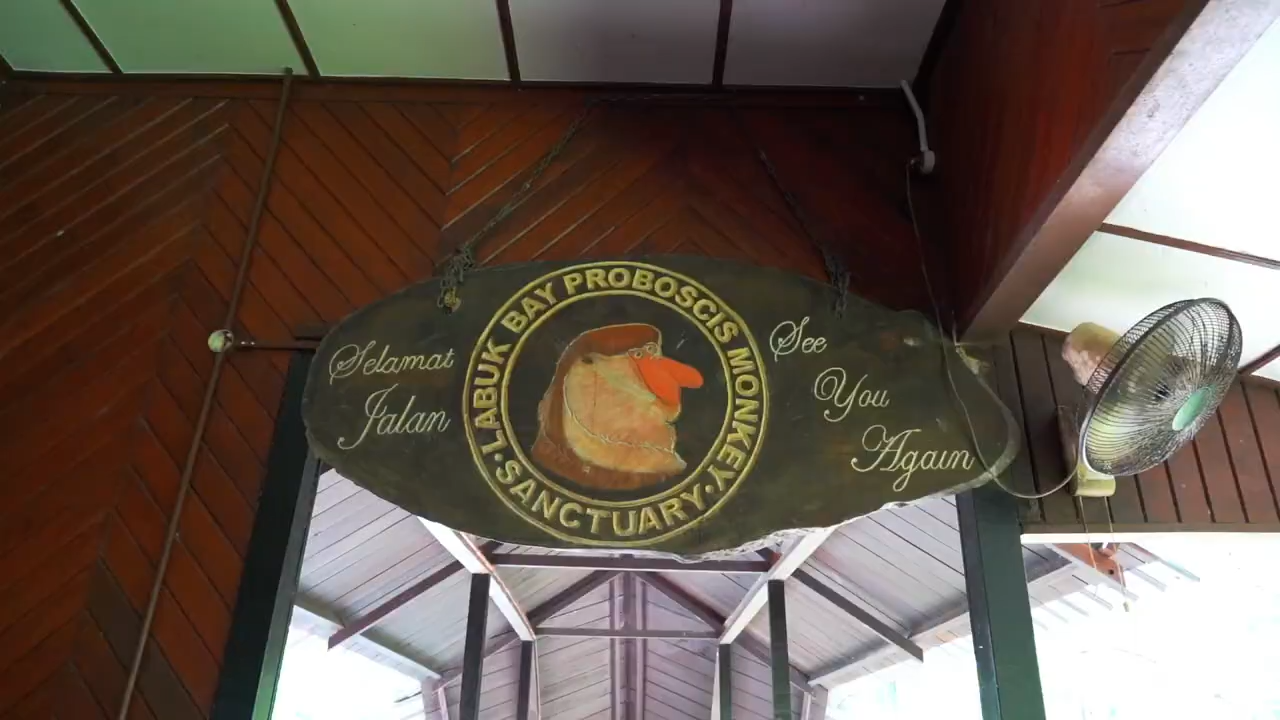 Selamat
Jalan
LABUK BAY PROBOSCIS MONKEY
• SANCTUARY •
See
You
Again